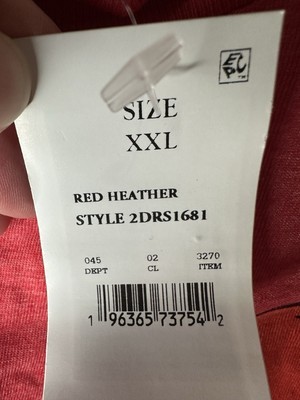 SIZE
XXL
RED HEATHER
STYLE 2DRS1681
045 02 3270
DEPT CL ITEM
1 96365 73754 2